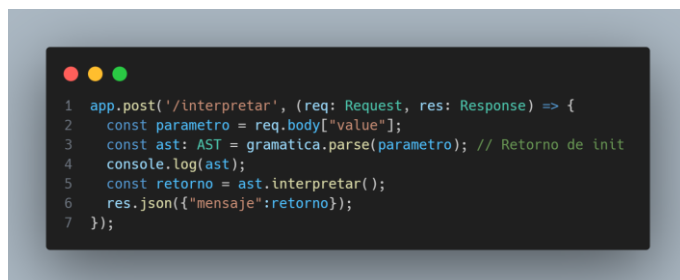 1 app.post('/interpretar', (req: Request, res: Response) => {
2 const parametro = req.body["value"];
3 const ast: AST = gramatica.parse(parametro); // Retorno de init
4 console.log(ast);
5 const retorno = ast.interpretar();
6 res.json({"mensaje":retorno});
7 });